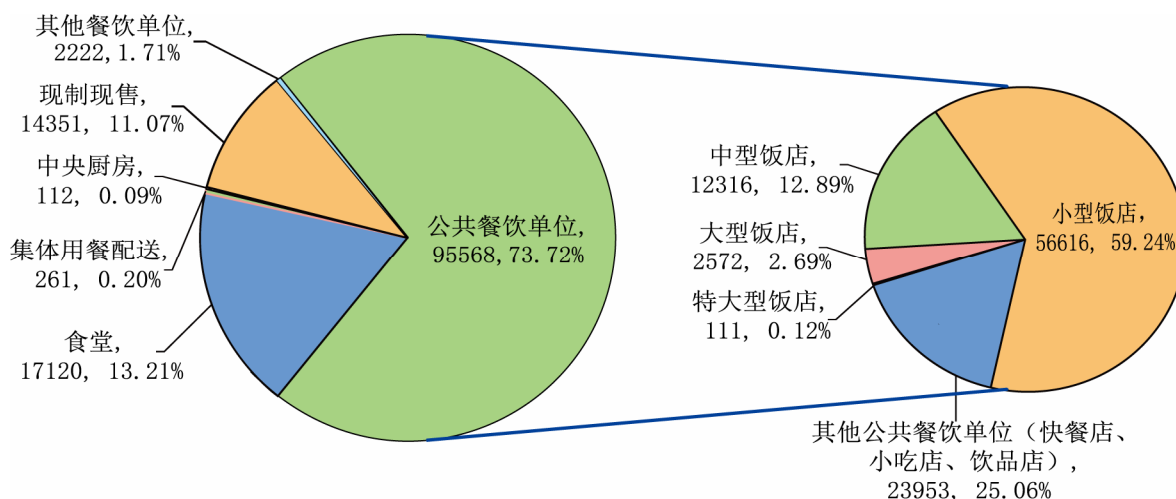 其他餐饮单位,
2222,1.71%
现制现售,
14351, 11.07%
中央厨房,
112, 0.09%
集体用餐配送,
261, 0.20%
食堂,
17120, 13.21%
公共餐饮单位,
95568,73.72%
中型饭店,
12316, 12.89%
大型饭店,
2572, 2.69%
特大型饭店,
111, 0.12%
小型饭店,
56616, 59.24%
其他公共餐饮单位（快餐店、
小吃店、饮品店）,
23953, 25.06%